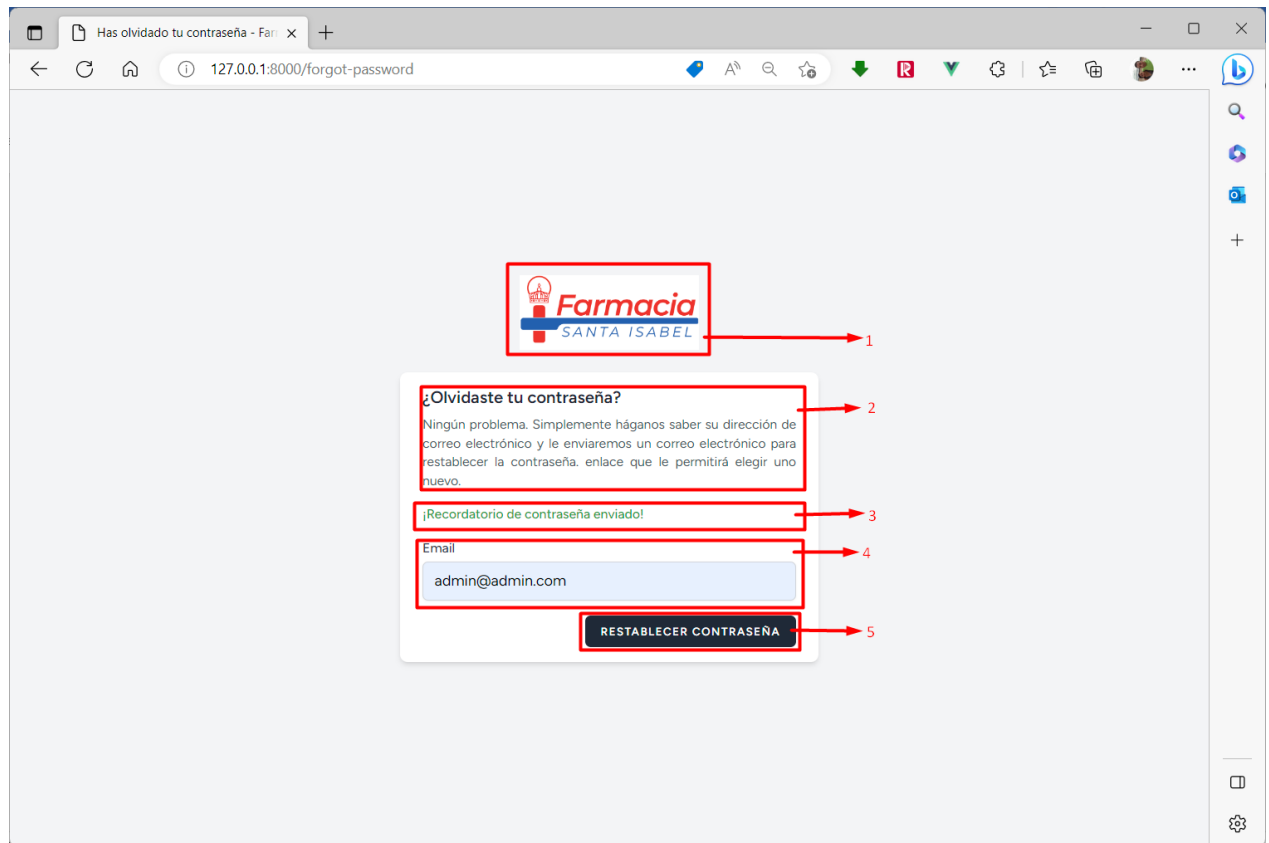 Has olvidado tu contraseña - Far
127.0.0.1:8000/forgot-password
Farmacia
SANTA ISABEL
1
¿Olvidaste tu contraseña?
2
Ningún problema. Simplemente háganos saber su dirección de
correo electrónico y le enviaremos un correo electrónico para
restablecer la contraseña. enlace que le permitirá elegir uno
nuevo.
¡Recordatorio de contraseña enviado!
3
Email
4
admin@admin.com
RESTABLECER CONTRASEÑA
5